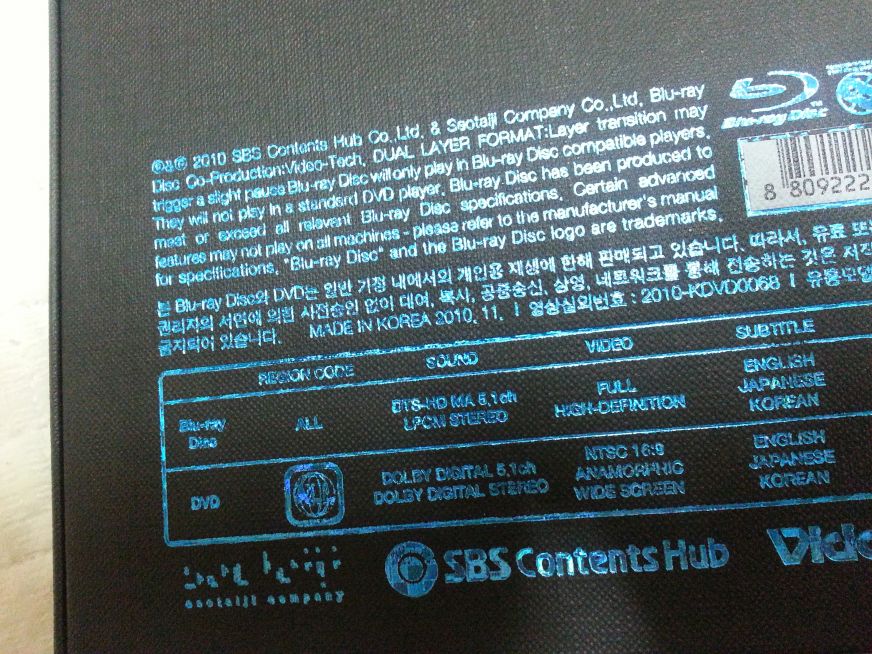 ℗&© 2010 SBS Contents Hub Co.,Ltd. & Seotaiji Company Co.,Ltd. Blu-ray
Disc Co-Production:Video-Tech. DUAL LAYER FORMAT:Layer transition may
trigger a slight pause Blu-ray Disc will only play in Blu-ray Disc compatible players.
They will not play in a standard DVD player. Blu-ray Disc has been produced to
meet or exceed all relevant Blu-ray Disc specifications. Certain advanced
features may not play on all machines - please refer to the manufacturer's manual
for specifications. "Blu-ray Disc" and the Blu-ray Disc logo are trademarks.
Blu-ray Disc™
8 809222
본 Blu-ray Disc와 DVD는 일반 가정 내에서의 개인용 재생에 한해 판매되고 있습니다. 따라서, 유료 또는
권리자의 서면에 의한 사전승인 없이 대여, 복사, 공중송신, 상영, 네트워크를 통해 전송하는 것은 저작
금지되어 있습니다. MADE IN KOREA 2010. 11. I 영상심의번호 : 2010-KDVD0068 I
REGION CODE SOUND VIDEO SUBTITLE
Blu-ray Disc ALL DTS-HD MA 5.1ch LPCM STEREO FULL HIGH-DEFINITION ENGLISH JAPANESE KOREAN
DVD DOLBY DIGITAL 5.1ch DOLBY DIGITAL STEREO NTSC 16:9 ANAMORPHIC WIDE SCREEN ENGLISH JAPANESE KOREAN
seotaiji company
SBS Contents Hub